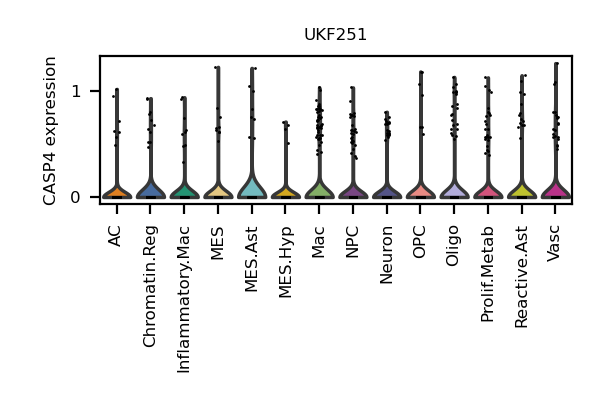 UKF251
CASP4 expression
1
0
AC
Chromatin.Reg
Inflammatory.Mac
MES
MES.Ast
MES.Hyp
Mac
NPC
Neuron
OPC
Oligo
Prolif.Metab
Reactive.Ast
Vasc